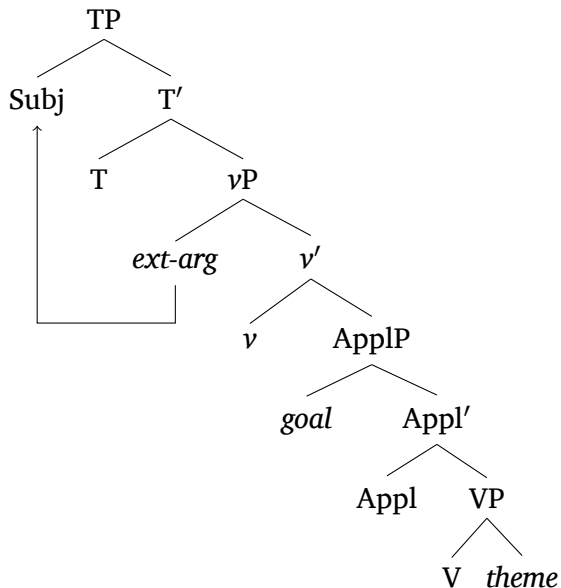 TP
Subj T′
T vP
ext-arg v′
v ApplP
goal Appl′
Appl VP
V theme